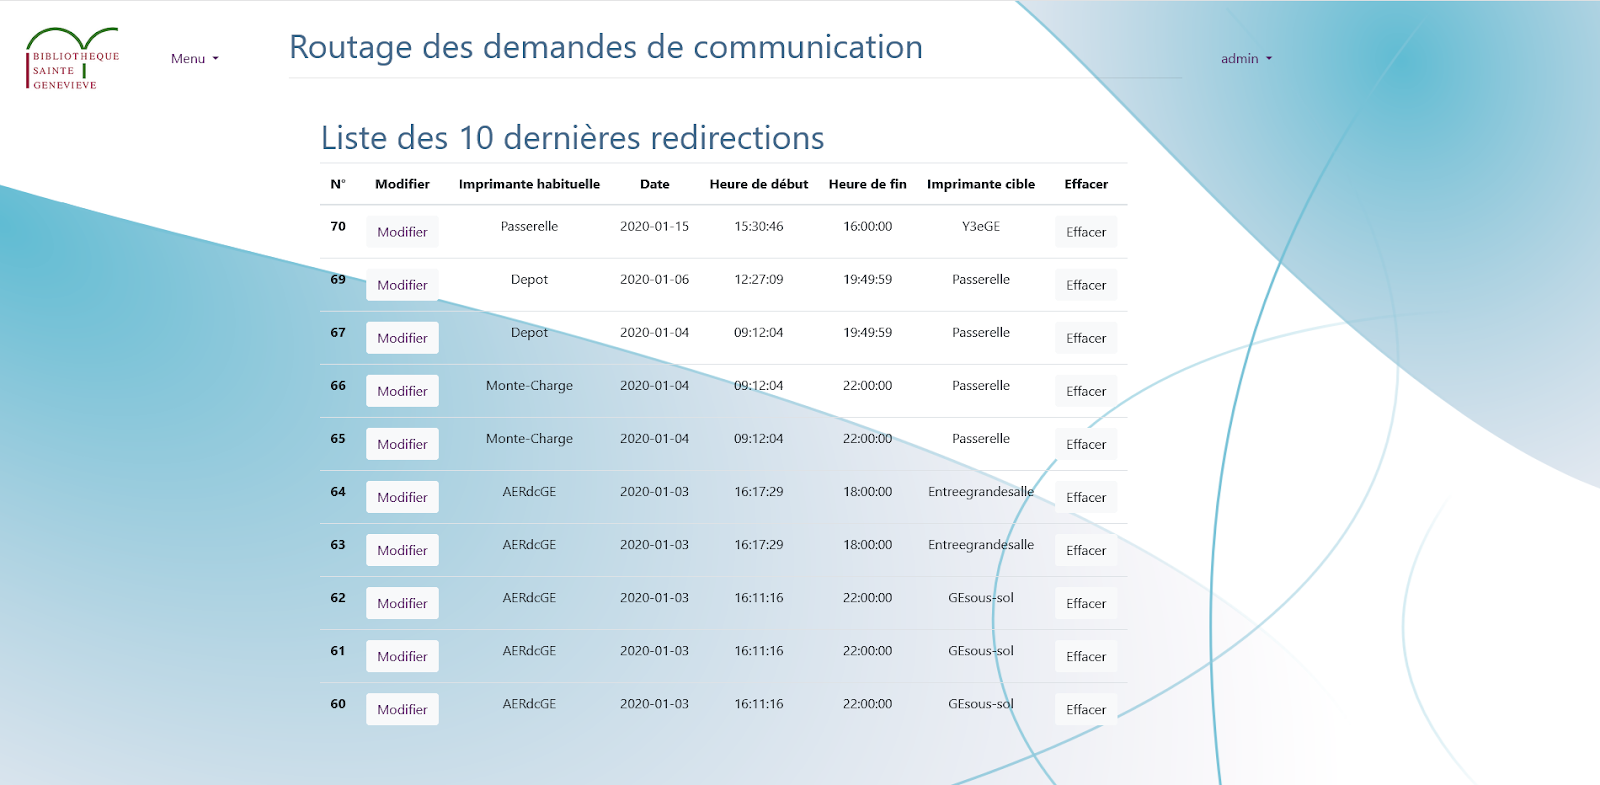 BIBLIOTHEQUE
SAINTE
GENEVIEVE
Menu
Routage des demandes de communication
admin
Liste des 10 dernières redirections
N° Modifier Imprimante habituelle Date Heure de début Heure de fin Imprimante cible Effacer
70 Modifier Passerelle 2020-01-15 15:30:46 16:00:00 Y3eGE Effacer
69 Modifier Depot 2020-01-06 12:27:09 19:49:59 Passerelle Effacer
67 Modifier Depot 2020-01-04 09:12:04 19:49:59 Passerelle Effacer
66 Modifier Monte-Charge 2020-01-04 09:12:04 22:00:00 Passerelle Effacer
65 Modifier Monte-Charge 2020-01-04 09:12:04 22:00:00 Passerelle Effacer
64 Modifier AERdcGE 2020-01-03 16:17:29 18:00:00 Entreegrandesalle Effacer
63 Modifier AERdcGE 2020-01-03 16:17:29 18:00:00 Entreegrandesalle Effacer
62 Modifier AERdcGE 2020-01-03 16:11:16 22:00:00 GEsous-sol Effacer
61 Modifier AERdcGE 2020-01-03 16:11:16 22:00:00 GEsous-sol Effacer
60 Modifier AERdcGE 2020-01-03 16:11:16 22:00:00 GEsous-sol Effacer